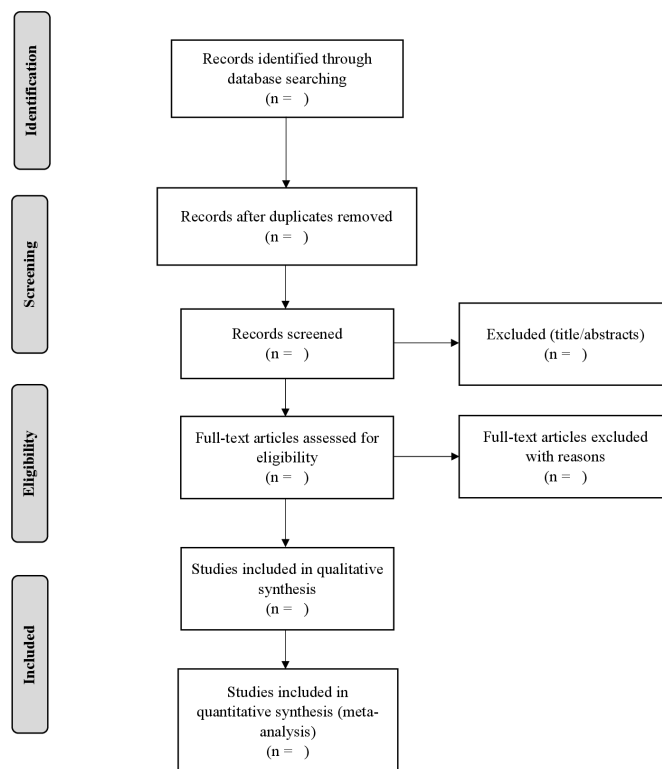 Identification
Records identified through
database searching
(n =   )
Screening
Records after duplicates removed
(n =   )
Records screened
(n =   )
Excluded (title/abstracts)
(n =   )
Eligibility
Full-text articles assessed for
eligibility
(n =   )
Full-text articles excluded
with reasons
(n =   )
Included
Studies included in qualitative
synthesis
(n =   )
Studies included in
quantitative synthesis (meta-
analysis)
(n =   )